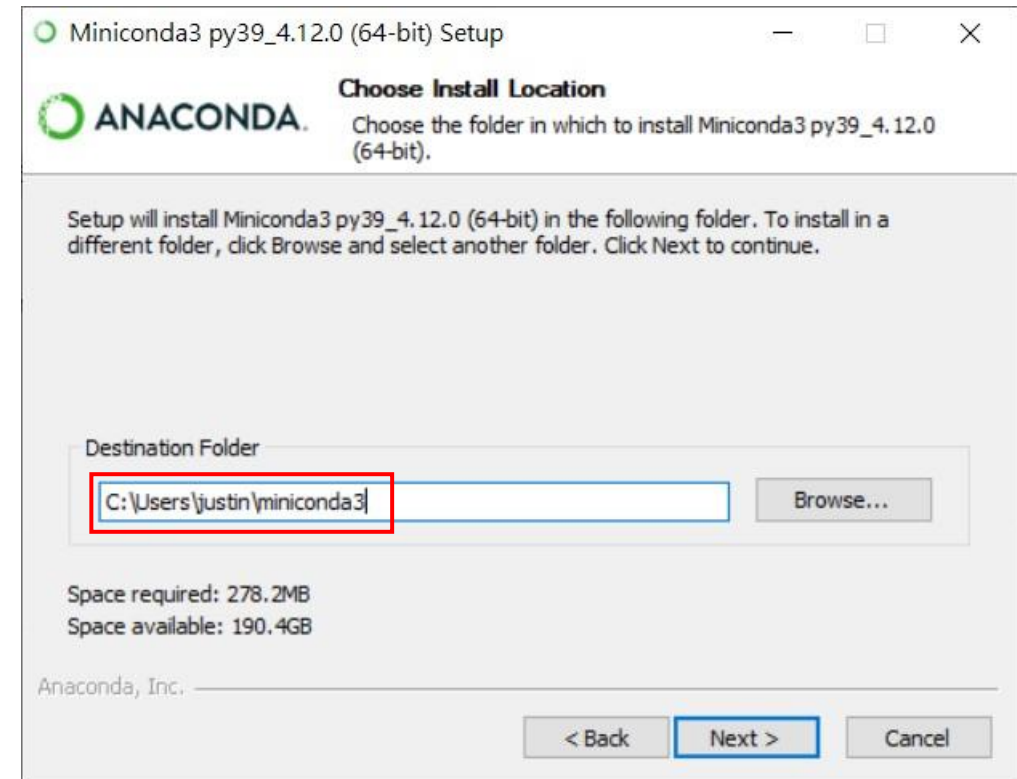 Miniconda3 py39_4.12.0 (64-bit) Setup
ANACONDA.
Choose Install Location
Choose the folder in which to install Miniconda3 py39_4.12.0
(64-bit).
Setup will install Miniconda3 py39_4.12.0 (64-bit) in the following folder. To install in a
different folder, click Browse and select another folder. Click Next to continue.
Destination Folder
C:\Users\justin\miniconda3
Browse...
Space required: 278.2MB
Space available: 190.4GB
Anaconda, Inc.
< Back
Next >
Cancel